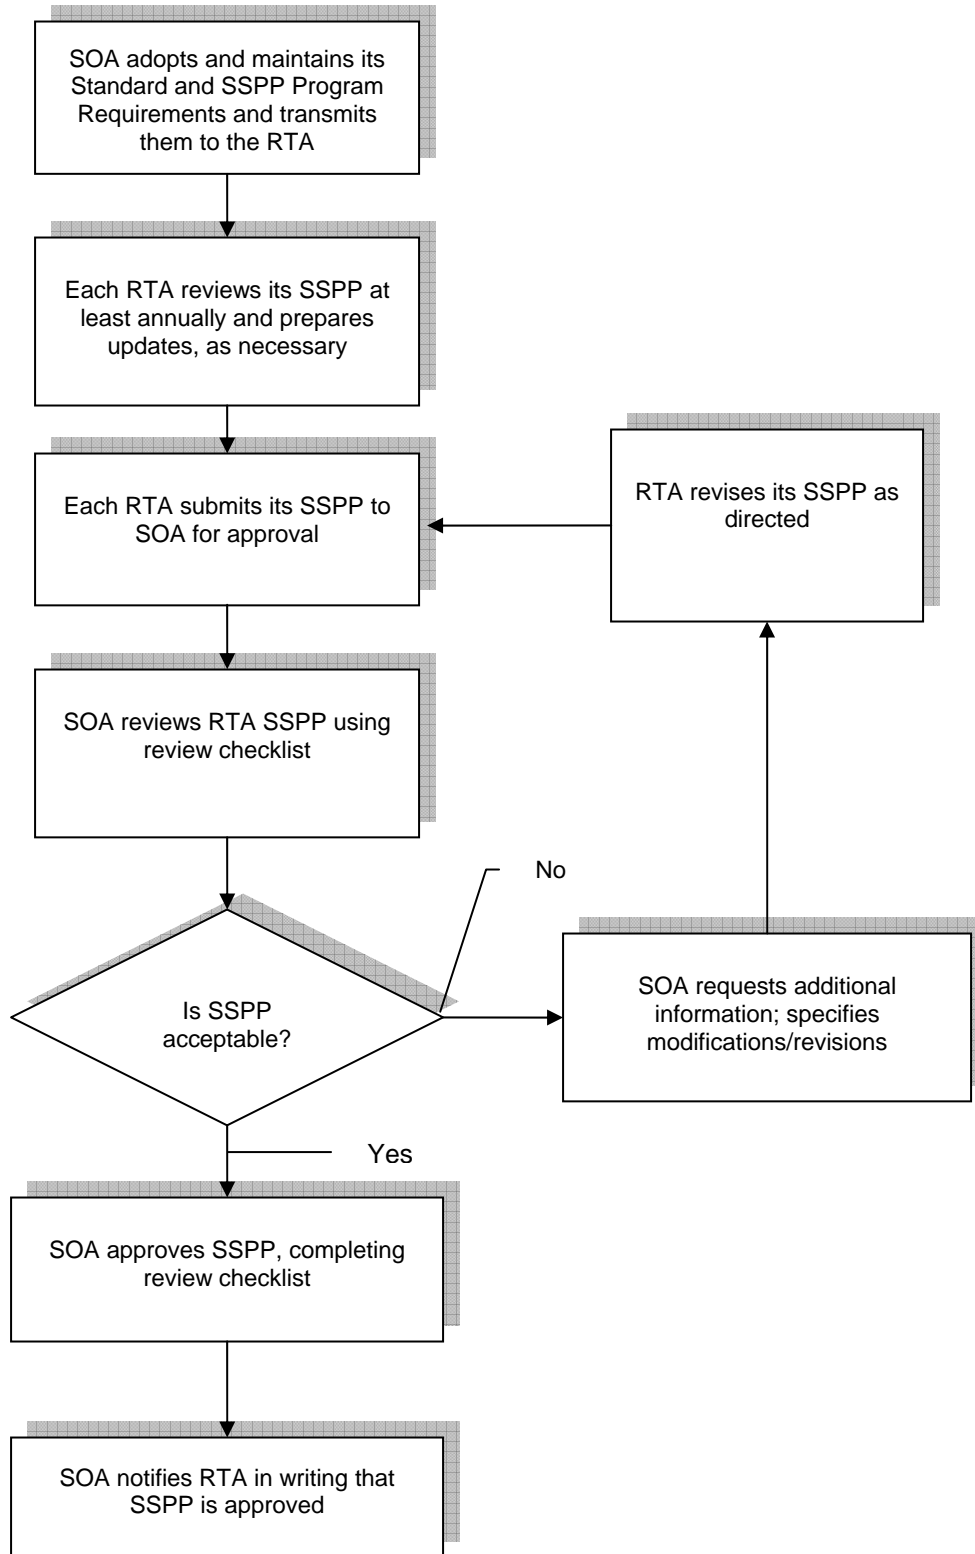 SOA adopts and maintains its
Standard and SSPP Program
Requirements and transmits
them to the RTA
Each RTA reviews its SSPP at
least annually and prepares
updates, as necessary
Each RTA submits its SSPP to
SOA for approval
RTA revises its SSPP as
directed
SOA reviews RTA SSPP using
review checklist
No
Is SSPP
acceptable?
SOA requests additional
information; specifies
modifications/revisions
Yes
SOA approves SSPP, completing
review checklist
SOA notifies RTA in writing that
SSPP is approved